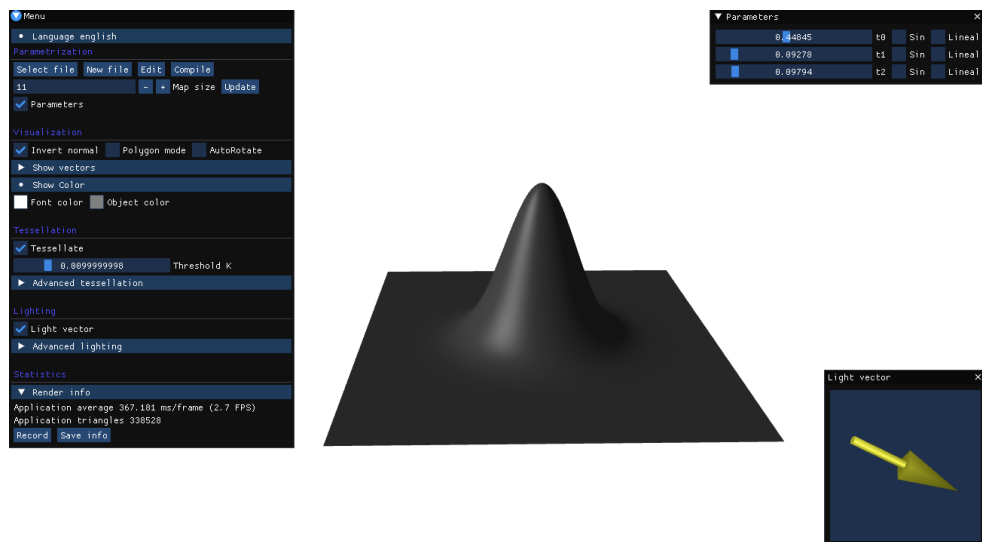 Menu
Language english
Parametrization
Select file New file Edit Compile
11 - + Map size Update
Parameters
Visualization
Invert normal Polygon mode AutoRotate
Show vectors
Show Color
Font color Object color
Tessellation
Tessellate
0.0099999998 Threshold K
Advanced tessellation
Lighting
Light vector
Advanced lighting
Statistics
Render info
Application average 367.181 ms/frame (2.7 FPS)
Application triangles 338528
Record Save info
Parameters
0.44845 t0 Sin Lineal
0.09278 t1 Sin Lineal
0.09794 t2 Sin Lineal
Light vector